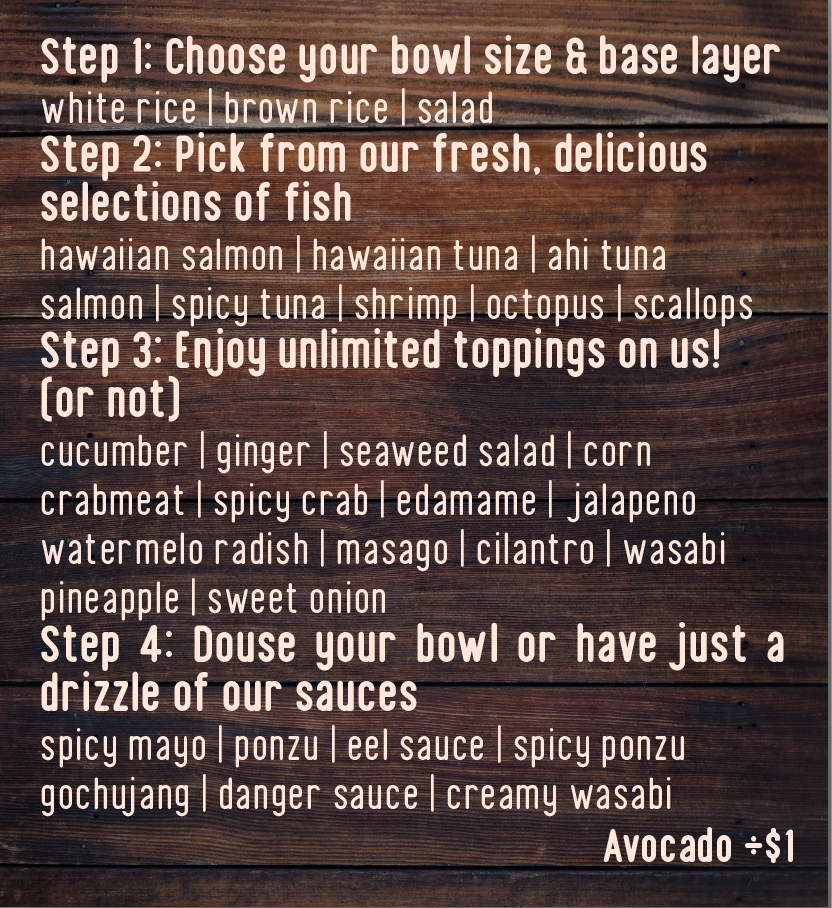 Step 1: Choose your bowl size & base layer
white rice | brown rice | salad
Step 2: Pick from our fresh, delicious
selections of fish
hawaiian salmon | hawaiian tuna | ahi tuna
salmon | spicy tuna | shrimp | octopus | scallops
Step 3: Enjoy unlimited toppings on us!
(or not)
cucumber | ginger | seaweed salad | corn
crabmeat | spicy crab | edamame | jalapeno
watermelo radish | masago | cilantro | wasabi
pineapple | sweet onion
Step 4: Douse your bowl or have just a
drizzle of our sauces
spicy mayo | ponzu | eel sauce | spicy ponzu
gochujang | danger sauce | creamy wasabi
Avocado ÷$1